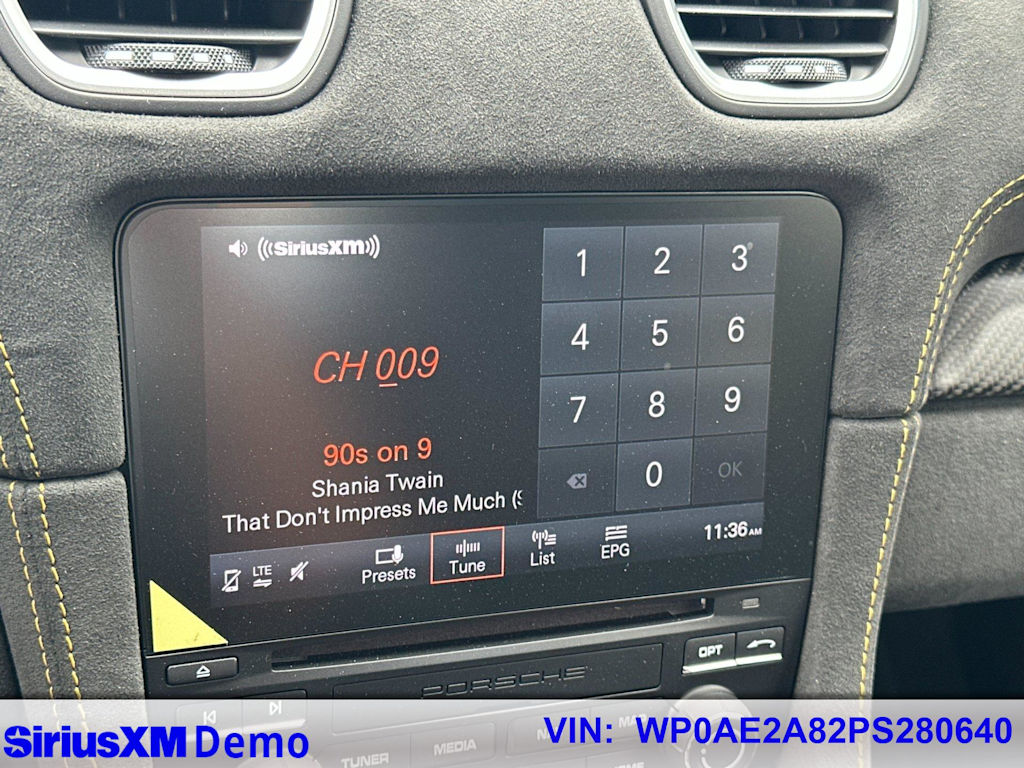 SiriusXM
1 2 3
CH 009
4 5 6
7 8 9
90s on 9
Shania Twain
That Don't Impress Me Much (S
0 OK
LTE
Presets
Tune
List
EPG
11:36 AM
OPT
PORSCHE
TUNER
MEDIA
SiriusXM Demo
VIN: WP0AE2A82PS280640